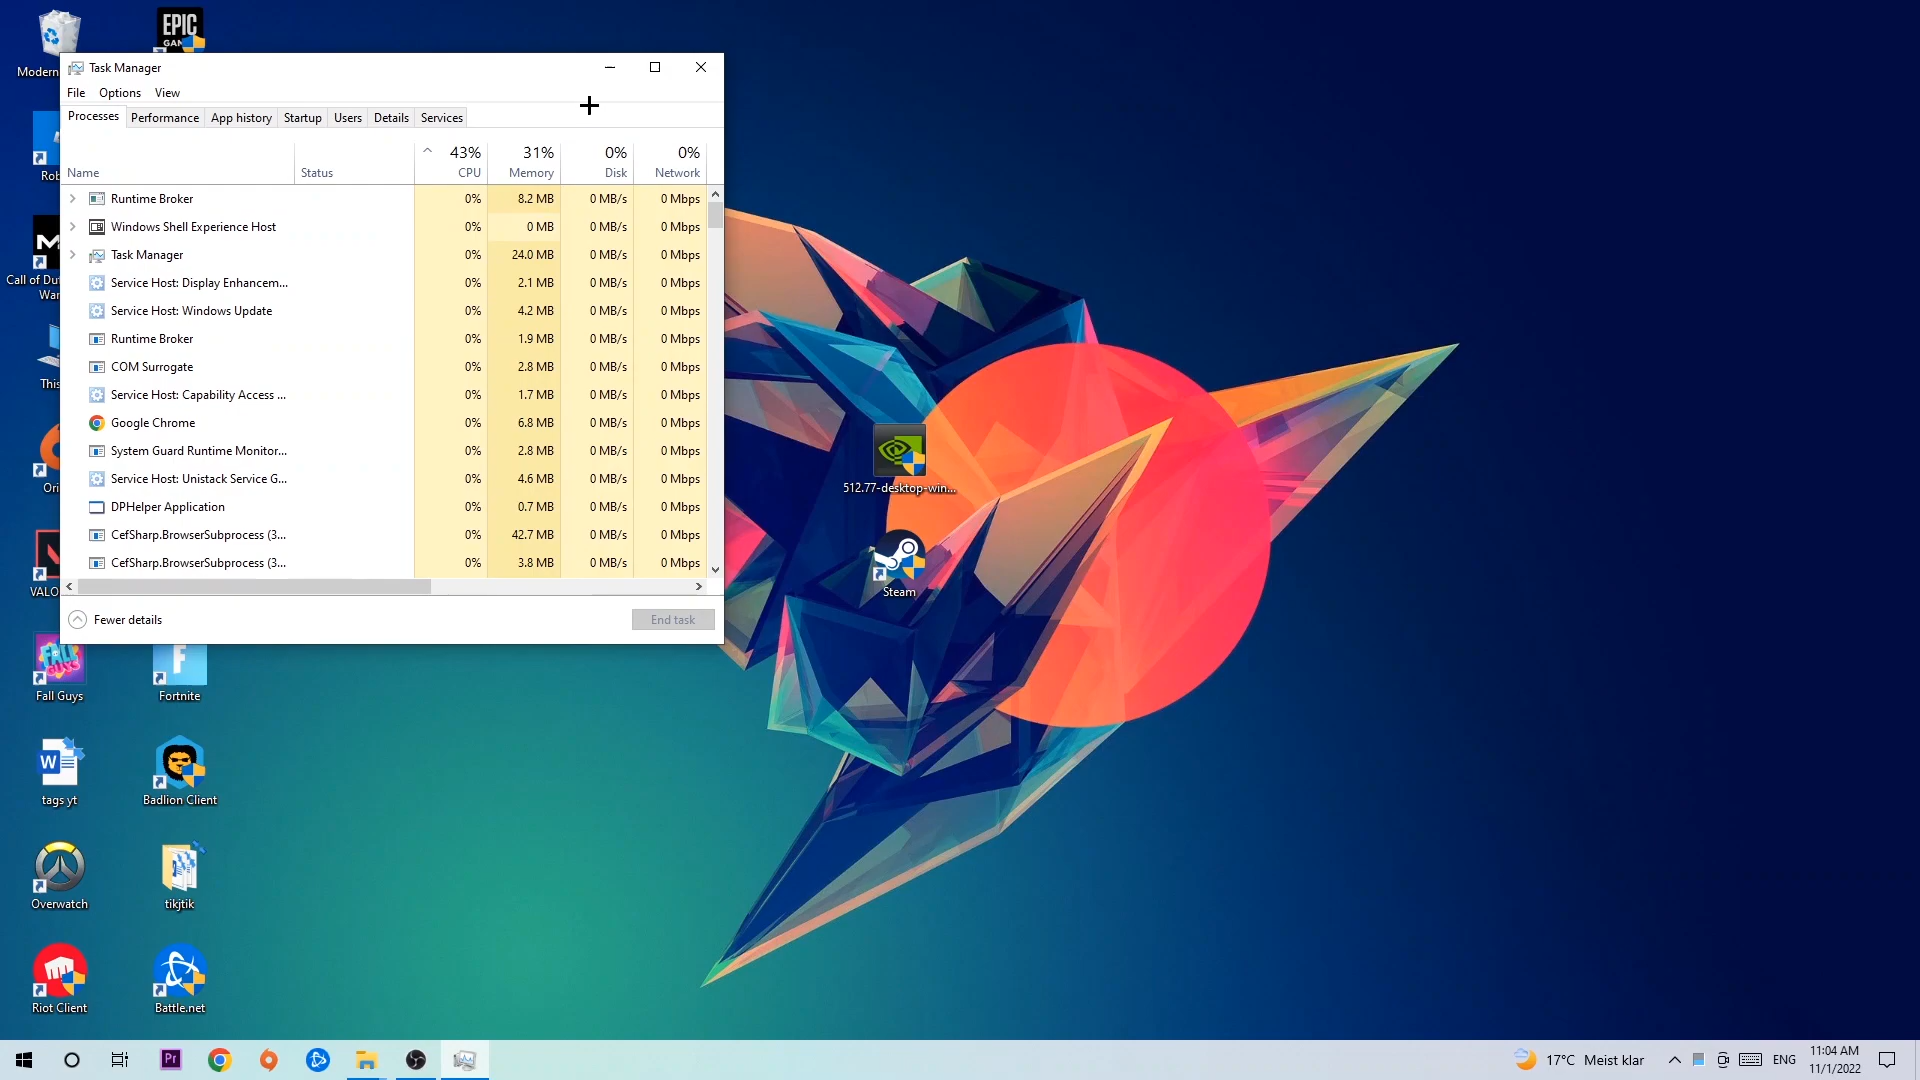 EPIC
Modern
Task Manager
File Options View
Processes Performance App history Startup Users Details Services
43% 31% 0% 0%
Name Status CPU Memory Disk Network
Runtime Broker 0% 8.2 MB 0 MB/s 0 Mbps
Windows Shell Experience Host 0% 0 MB 0 MB/s 0 Mbps
Task Manager 0% 24.0 MB 0 MB/s 0 Mbps
Service Host: Display Enhancem... 0% 2.1 MB 0 MB/s 0 Mbps
Service Host: Windows Update 0% 4.2 MB 0 MB/s 0 Mbps
Runtime Broker 0% 1.9 MB 0 MB/s 0 Mbps
COM Surrogate 0% 2.8 MB 0 MB/s 0 Mbps
Service Host: Capability Access ... 0% 1.7 MB 0 MB/s 0 Mbps
Google Chrome 0% 6.8 MB 0 MB/s 0 Mbps
System Guard Runtime Monitor... 0% 2.8 MB 0 MB/s 0 Mbps
Service Host: Unistack Service G... 0% 4.6 MB 0 MB/s 0 Mbps
DPHelper Application 0% 0.7 MB 0 MB/s 0 Mbps
CefSharp.BrowserSubprocess (3... 0% 42.7 MB 0 MB/s 0 Mbps
CefSharp.BrowserSubprocess (3... 0% 3.8 MB 0 MB/s 0 Mbps
Fewer details End task
Rob
Call of Du
War
This
Ori
VALO
512.77-desktop-win...
Steam
Fall Guys
Fortnite
W
tags yt
Badlion Client
Overwatch
tikjtik
Riot Client
Battle.net
Pr
17°C Meist klar ENG 11:04 AM
11/1/2022